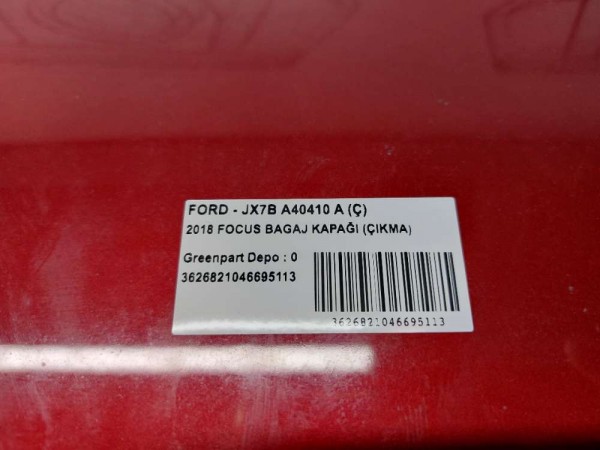 FORD - JX7B A40410 A (Ç)
2018 FOCUS BAGAJ KAPAĞI (ÇIKMA)
Greenpart Depo : 0
3626821046695113
3626821046695113